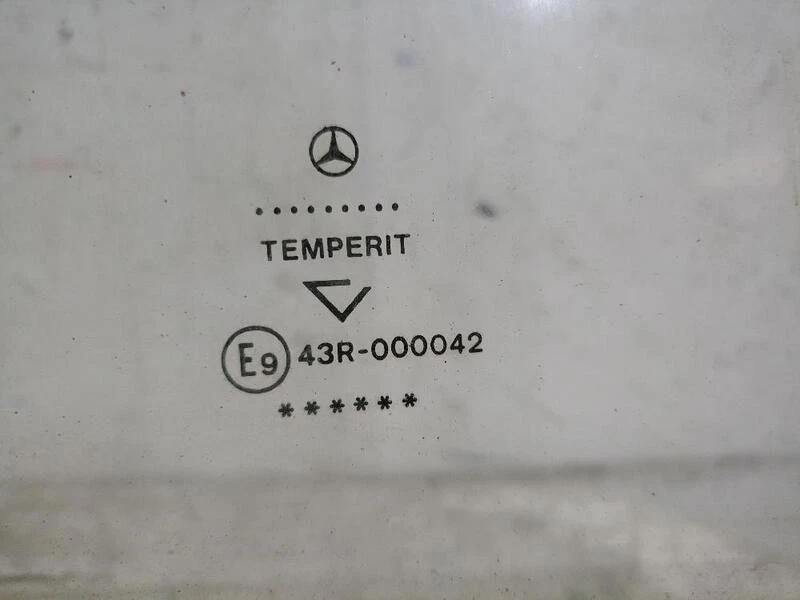 .........
TEMPERIT
E9 43R-000042
******